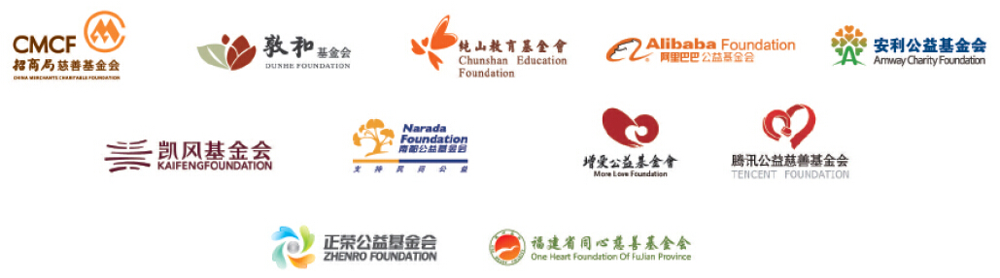 CMCF
招商局慈善基金会
CHINA MERCHANTS CHARITABLE FOUNDATION
敦和基金会
DUNHE FOUNDATION
纯山教育基金會
Chunshan Education
Foundation
Alibaba Foundation
阿里巴巴公益基金会
安利公益基金会
Amway Charity Foundation
凯风基金会
KAIFENGFOUNDATION
Narada
Foundation
南都公益基金会
支持民间公益
增爱公益基金會
More Love Foundation
腾讯公益慈善基金会
TENCENT FOUNDATION
正荣公益基金会
ZHENRO FOUNDATION
福建省同心慈善基金会
One Heart Foundation Of FuJian Province